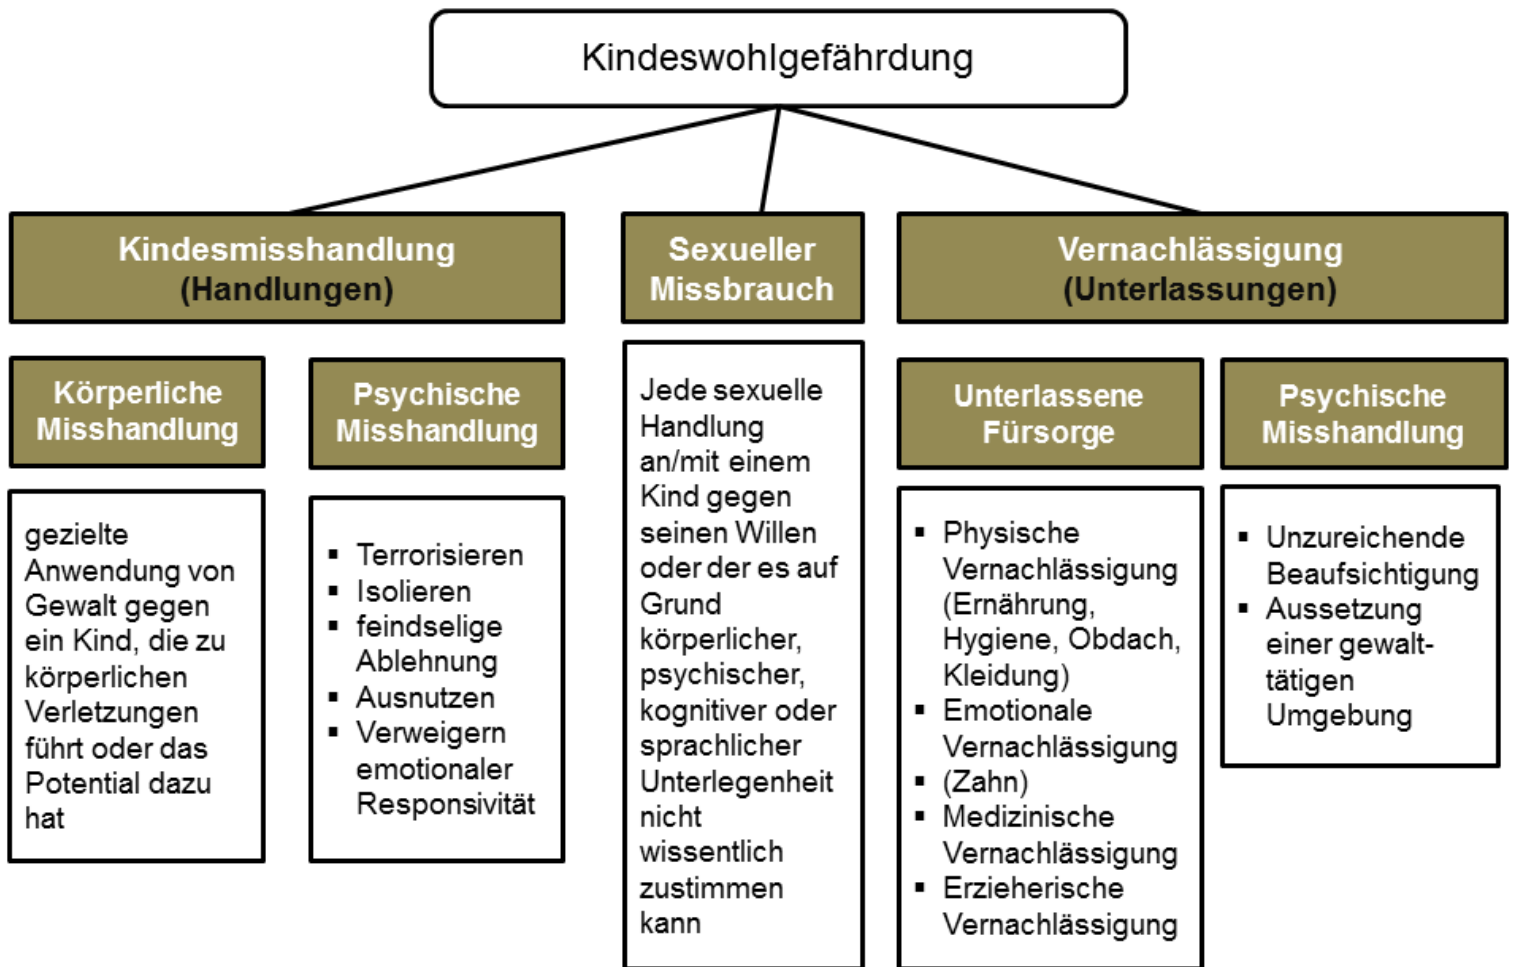 Kindeswohlgefährdung
Kindesmisshandlung
(Handlungen)
Körperliche
Misshandlung
gezielte
Anwendung von
Gewalt gegen
ein Kind, die zu
körperlichen
Verletzungen
führt oder das
Potential dazu
hat
Psychische
Misshandlung
▪ Terrorisieren
▪ Isolieren
▪ feindselige
Ablehnung
▪ Ausnutzen
▪ Verweigern
emotionaler
Responsivität
Sexueller
Missbrauch
Jede sexuelle
Handlung
an/mit einem
Kind gegen
seinen Willen
oder der es auf
Grund
körperlicher,
psychischer,
kognitiver oder
sprachlicher
Unterlegenheit
nicht
wissentlich
zustimmen
kann
Vernachlässigung
(Unterlassungen)
Unterlassene
Fürsorge
▪ Physische
Vernachlässigung
(Ernährung,
Hygiene, Obdach,
Kleidung)
▪ Emotionale
Vernachlässigung
▪ (Zahn)
▪ Medizinische
Vernachlässigung
▪ Erzieherische
Vernachlässigung
Psychische
Misshandlung
▪ Unzureichende
Beaufsichtigung
▪ Aussetzung
einer gewalt-
tätigen
Umgebung